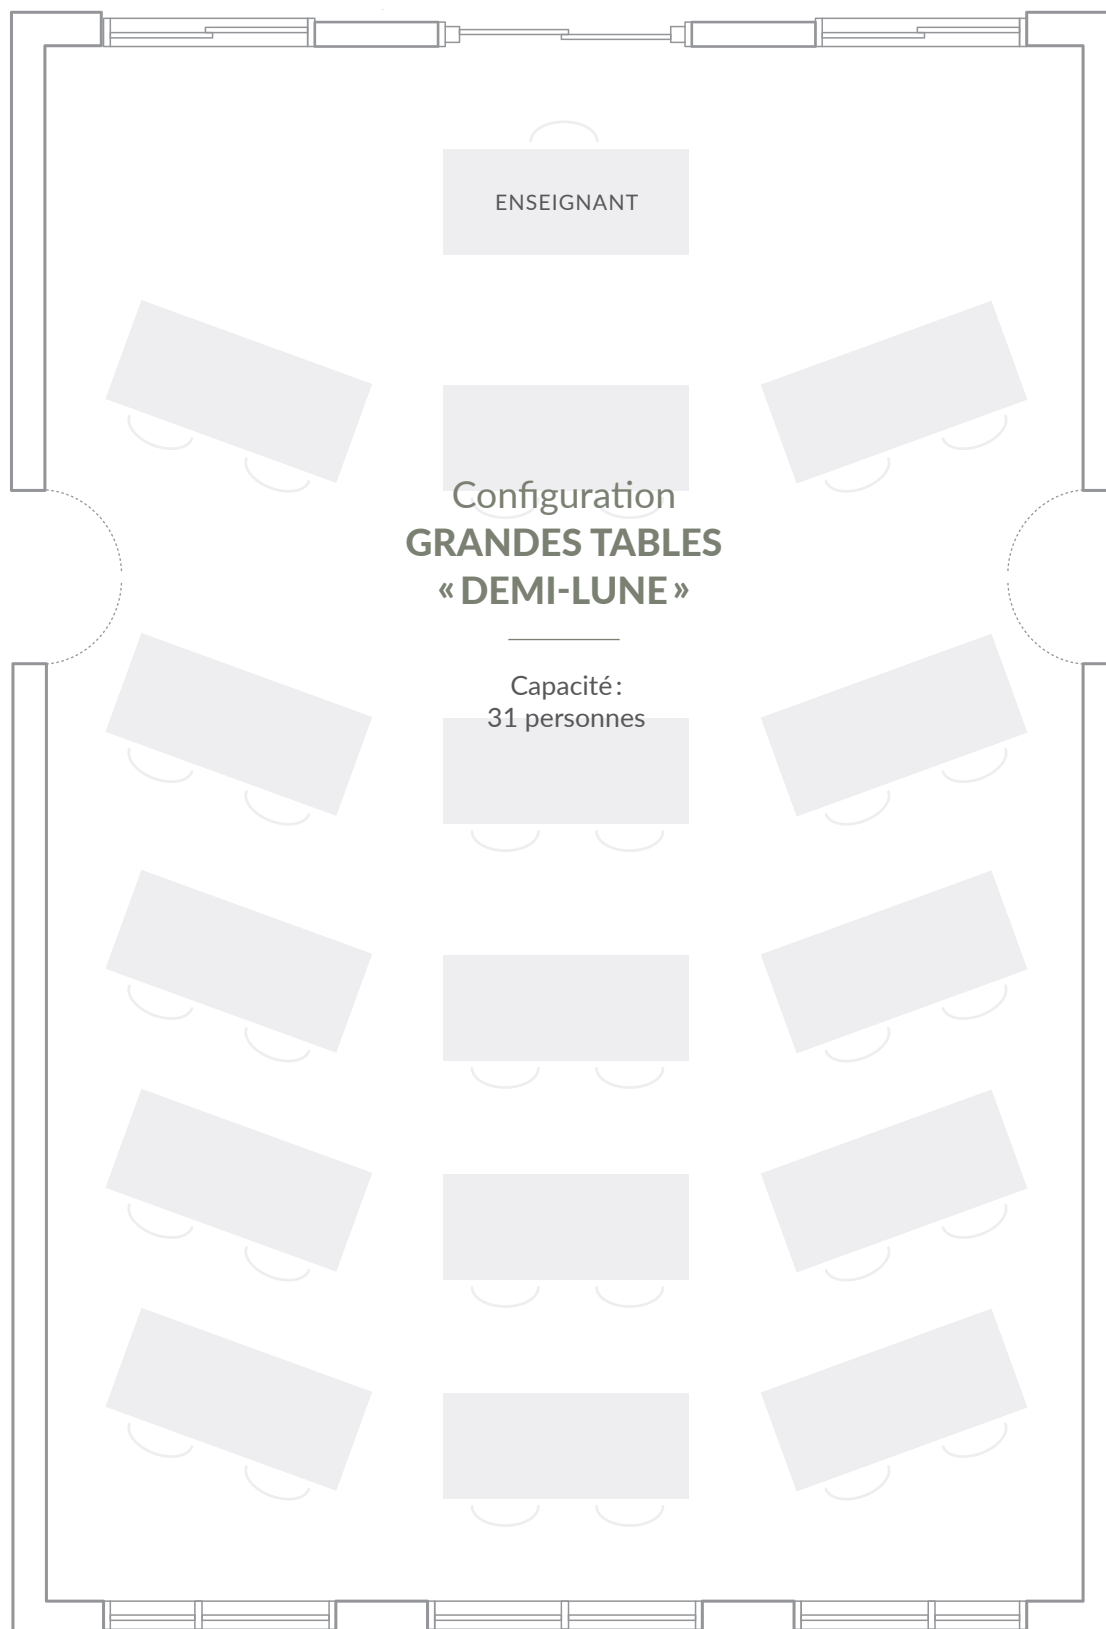 ENSEIGNANT
Configuration
GRANDES TABLES
« DEMI-LUNE »
Capacité :
31 personnes